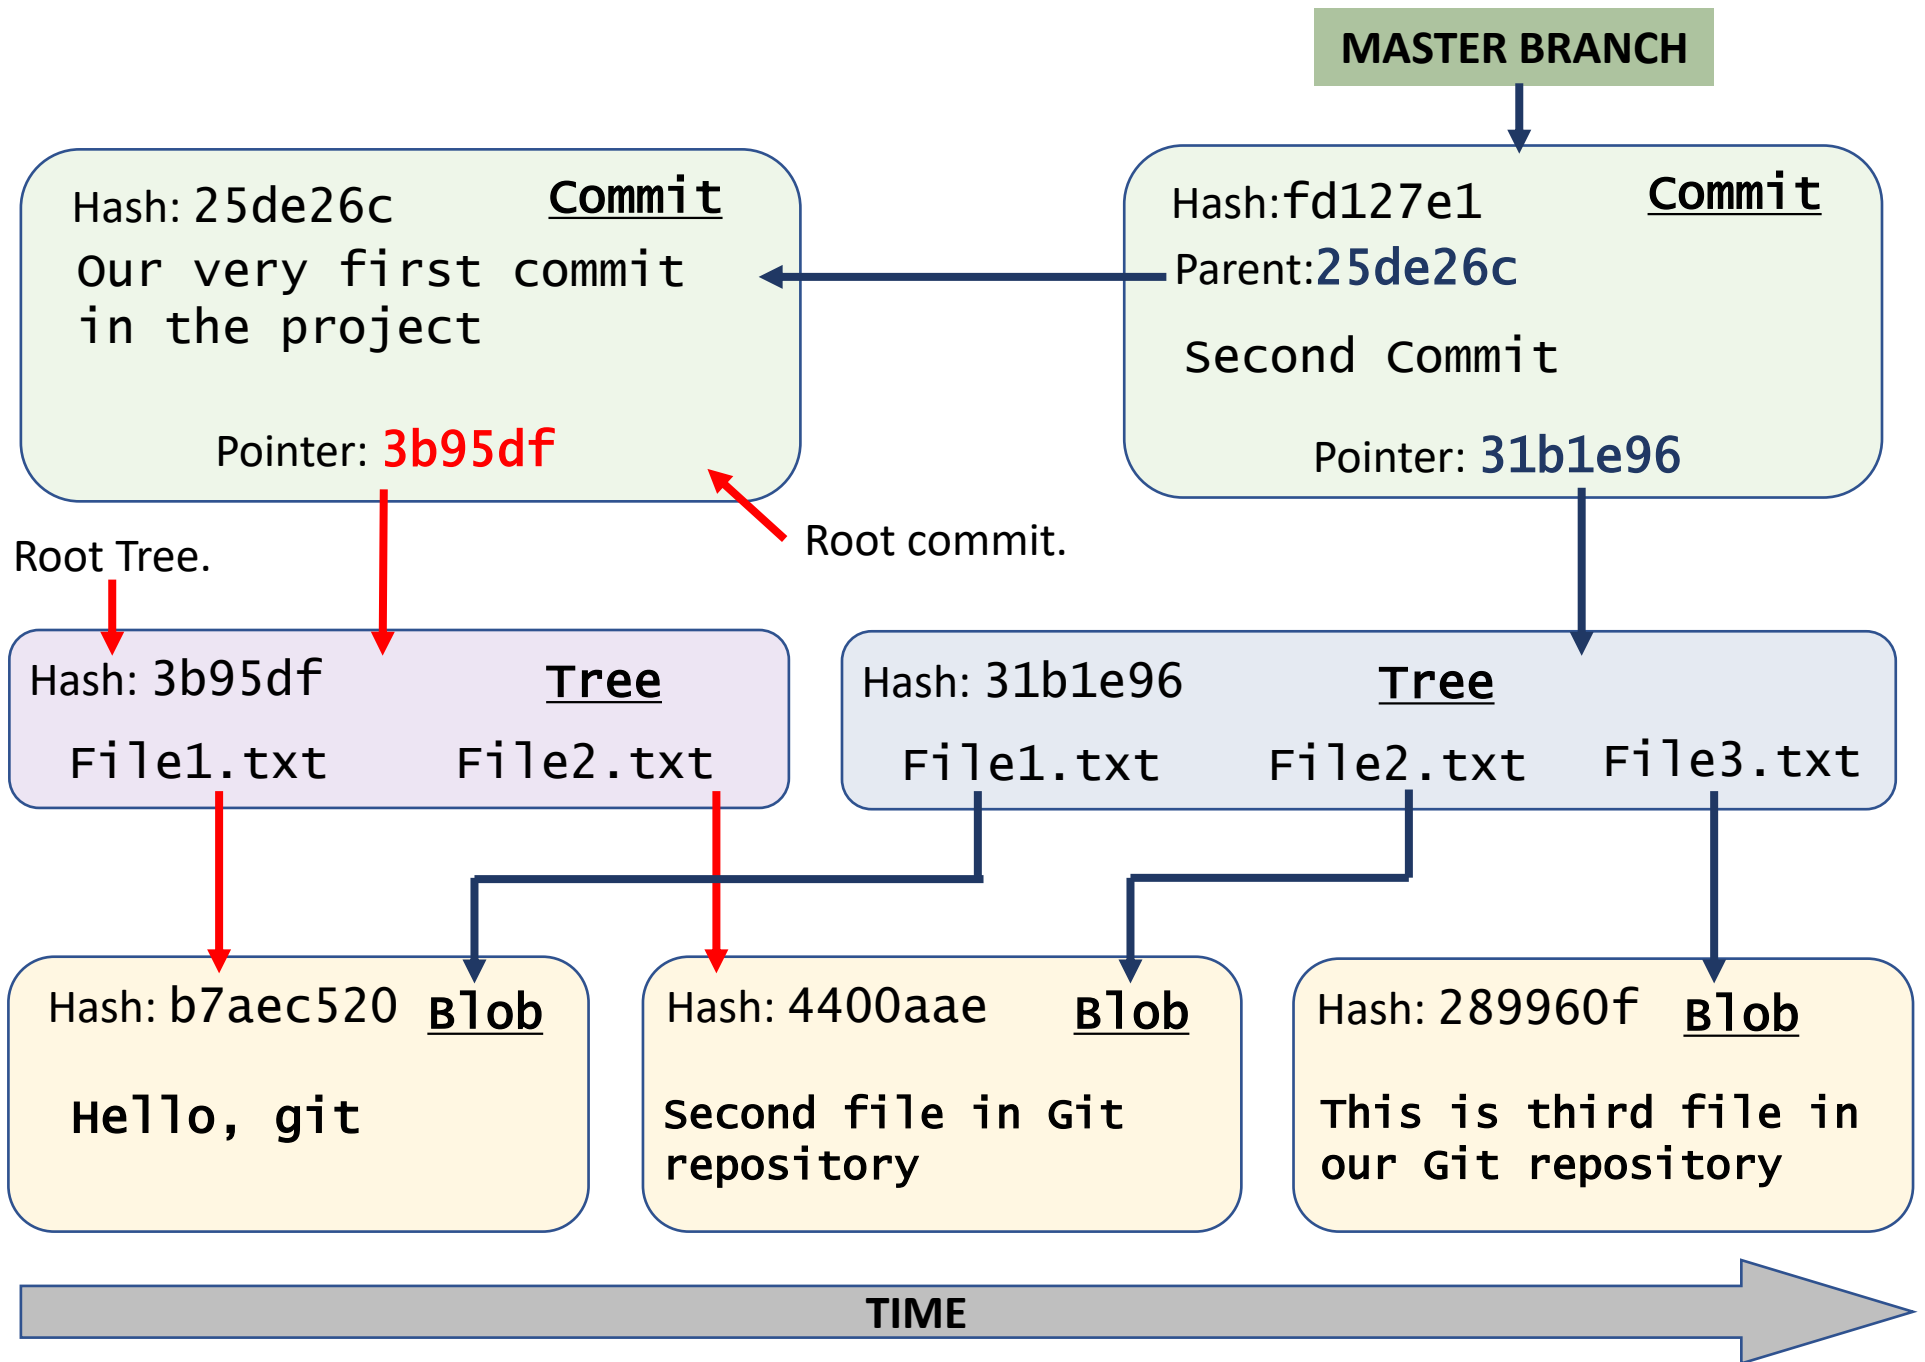 MASTER BRANCH
Hash: 25de26c Commit
Our very first commit
in the project
Pointer: 3b95df
Hash:fd127e1 Commit
Parent:25de26c
Second Commit
Pointer: 31b1e96
Root commit.
Root Tree.
Hash: 3b95df Tree
File1.txt File2.txt
Hash: 31b1e96 Tree
File1.txt File2.txt File3.txt
Hash: b7aec520 Blob
Hello, git
Hash: 4400aae Blob
Second file in Git
repository
Hash: 289960f Blob
This is third file in
our Git repository
TIME